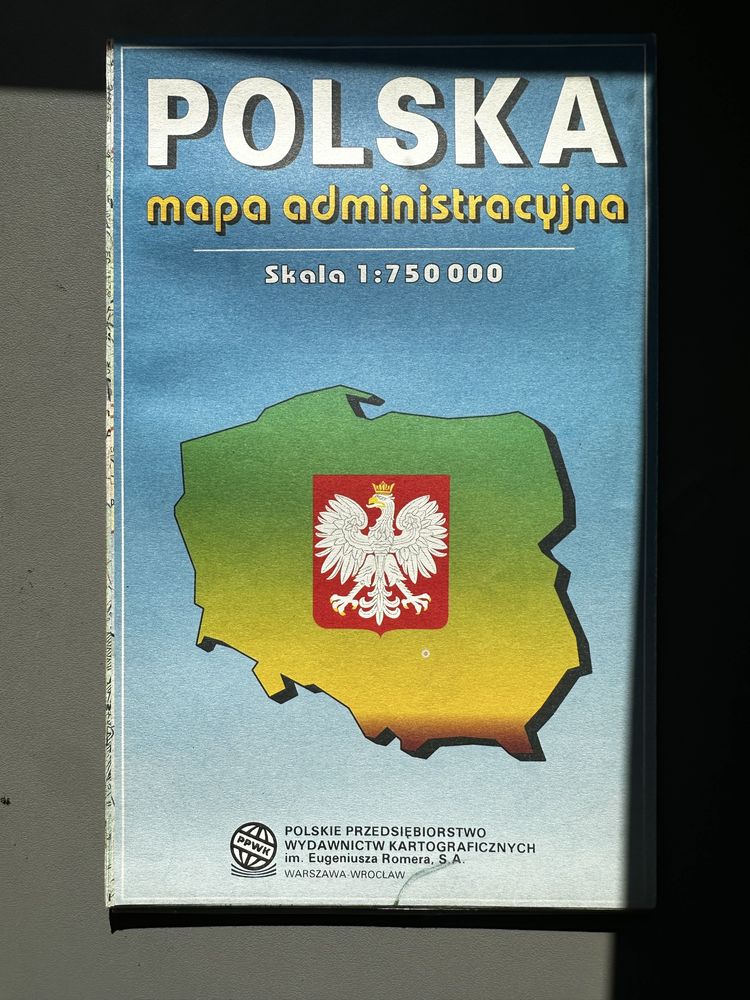 POLSKA
mapa administracyjna
Skala 1:750 000
PPWK
POLSKIE PRZEDSIĘBIORSTWO
WYDAWNICTW KARTOGRAFICZNYCH
im. Eugeniusza Romera, S.A.
WARSZAWA-WROCŁAW